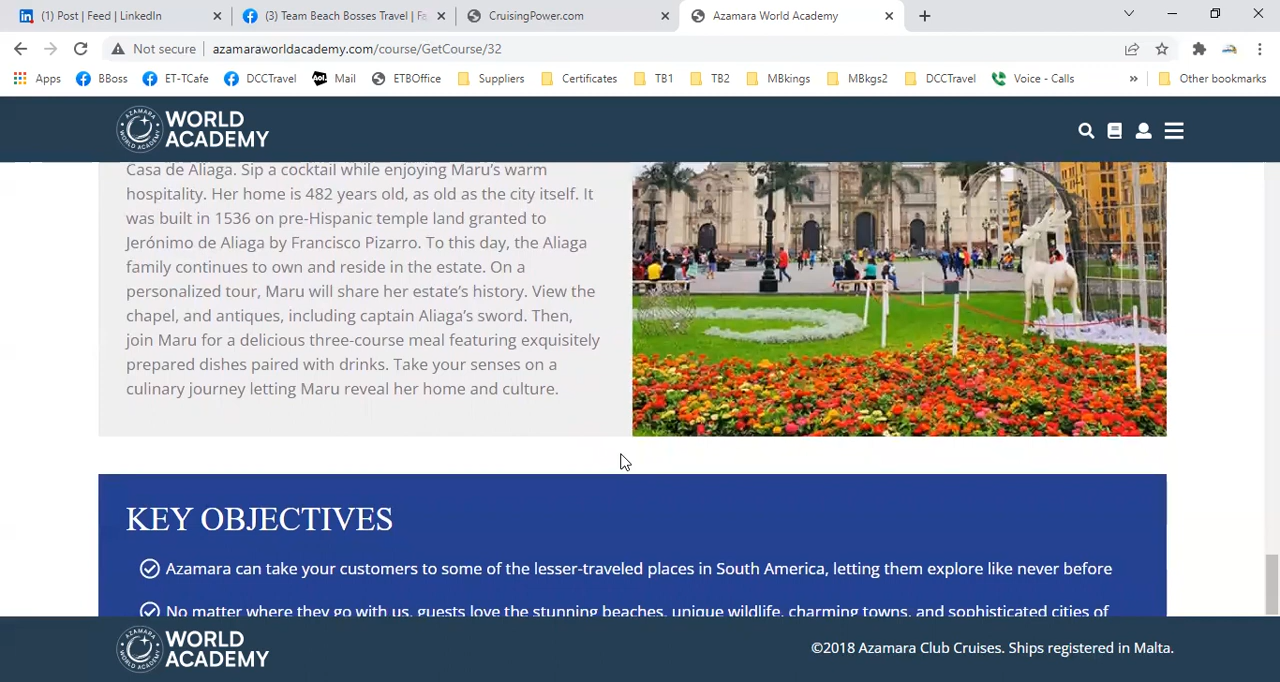 (1) Post | Feed | LinkedIn
(3) Team Beach Bosses Travel | Fa
CruisingPower.com
Azamara World Academy
Not secure
azamaraworldacademy.com/course/GetCourse/32
Apps
BBoss
ET-TCafe
DCCTravel
Aol.
Mail
ETBOffice
Suppliers
Certificates
TB1
TB2
MBkings
MBkgs2
DCCTravel
Voice - Calls
»
Other bookmarks
WORLD
ACADEMY
Casa de Aliaga. Sip a cocktail while enjoying Maru's warm
hospitality. Her home is 482 years old, as old as the city itself. It
was built in 1536 on pre-Hispanic temple land granted to
Jerónimo de Aliaga by Francisco Pizarro. To this day, the Aliaga
family continues to own and reside in the estate. On a
personalized tour, Maru will share her estate's history. View the
chapel, and antiques, including captain Aliaga's sword. Then,
join Maru for a delicious three-course meal featuring exquisitely
prepared dishes paired with drinks. Take your senses on a
culinary journey letting Maru reveal her home and culture.
KEY OBJECTIVES
Azamara can take your customers to some of the lesser-traveled places in South America, letting them explore like never before
No matter where they go with us, guests love the stunning beaches, unique wildlife, charming towns, and sophisticated cities of
WORLD
ACADEMY
©2018 Azamara Club Cruises. Ships registered in Malta.